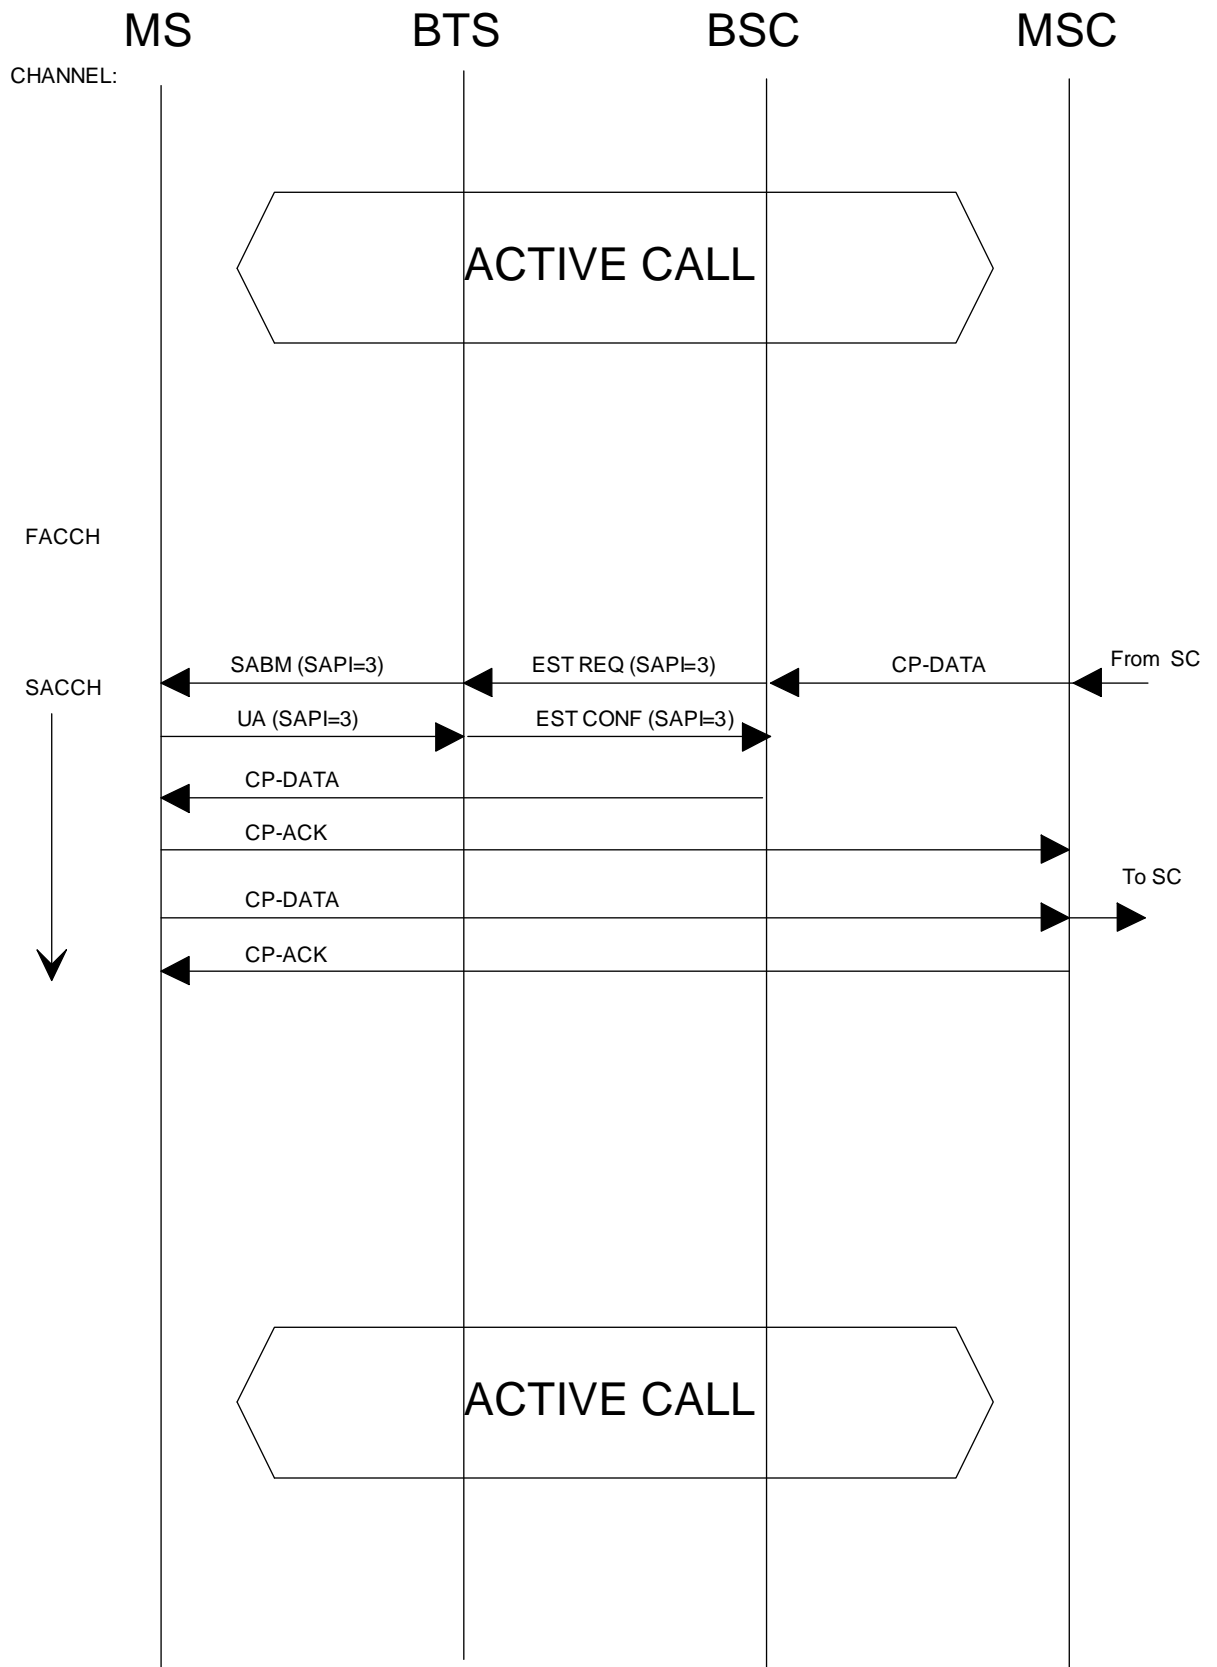 MS BTS BSC MSC
CHANNEL:
ACTIVE CALL
FACCH
SABM (SAPI=3) EST REQ (SAPI=3) CP-DATA From SC
SACCH
UA (SAPI=3) EST CONF (SAPI=3)
CP-DATA
CP-ACK
To SC
CP-DATA
CP-ACK
ACTIVE CALL